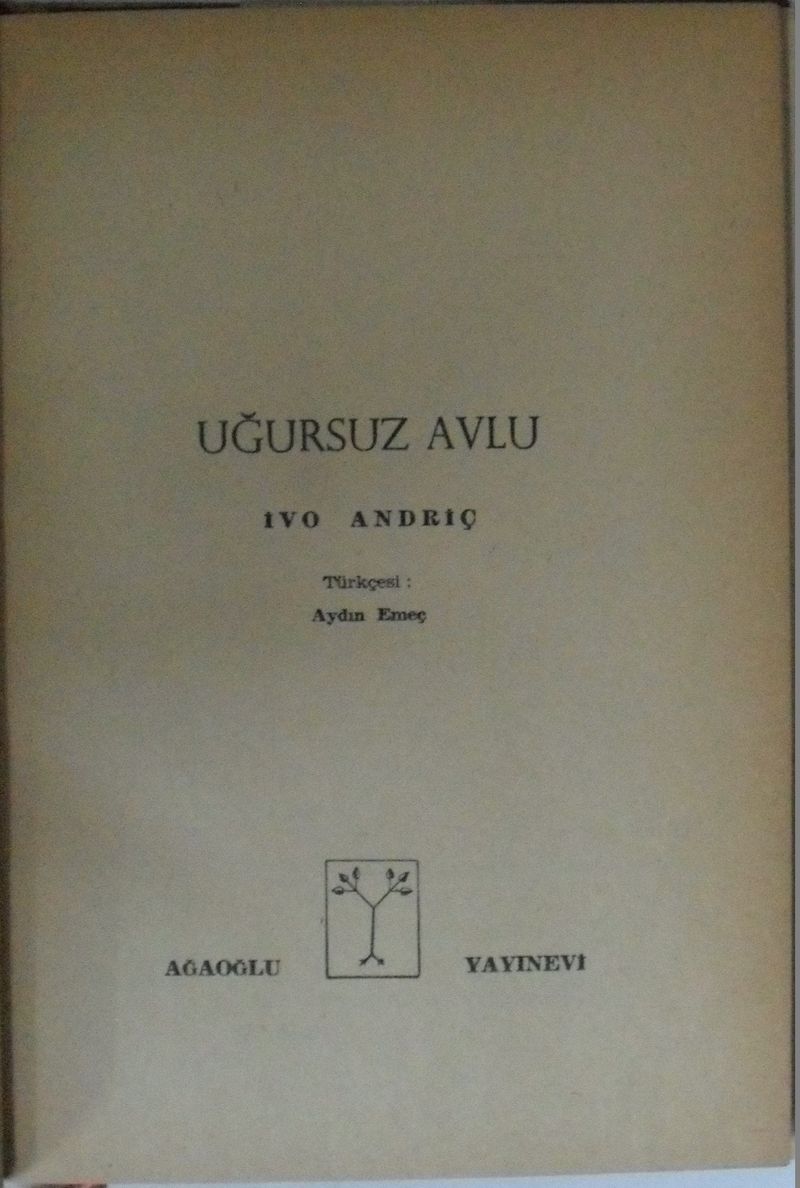 UĞURSUZ AVLU
İVO ANDRİÇ
Türkçesi :
Aydın Emeç
AĞAOĞLU YAYINEVİ